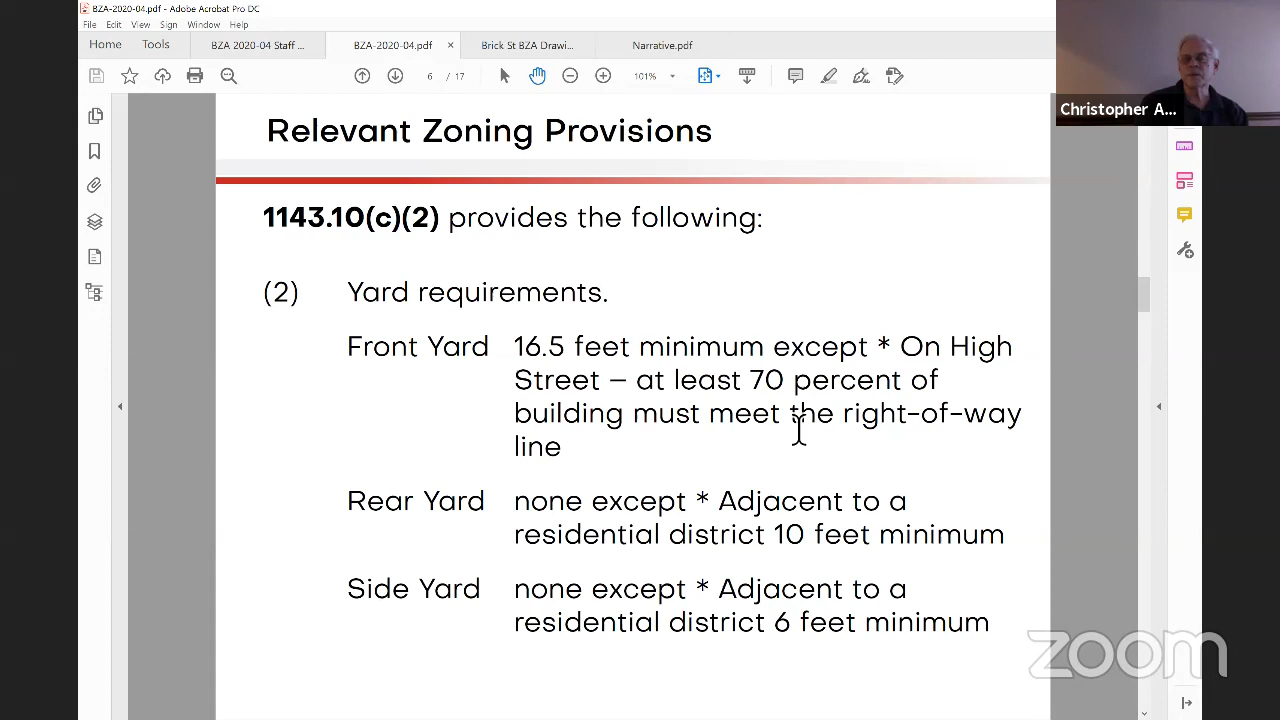 BZA-2020-04.pdf - Adobe Acrobat Pro DC
File Edit View Sign Window Help
Home Tools BZA 2020-04 Staff ... BZA-2020-04.pdf × Brick St BZA Drawi... Narrative.pdf
6 / 17 101%
Christopher A...
Relevant Zoning Provisions
1143.10(c)(2) provides the following:
(2) Yard requirements.
Front Yard 16.5 feet minimum except * On High
Street – at least 70 percent of
building must meet the right-of-way
line
Rear Yard none except * Adjacent to a
residential district 10 feet minimum
Side Yard none except * Adjacent to a
residential district 6 feet minimum
zoom